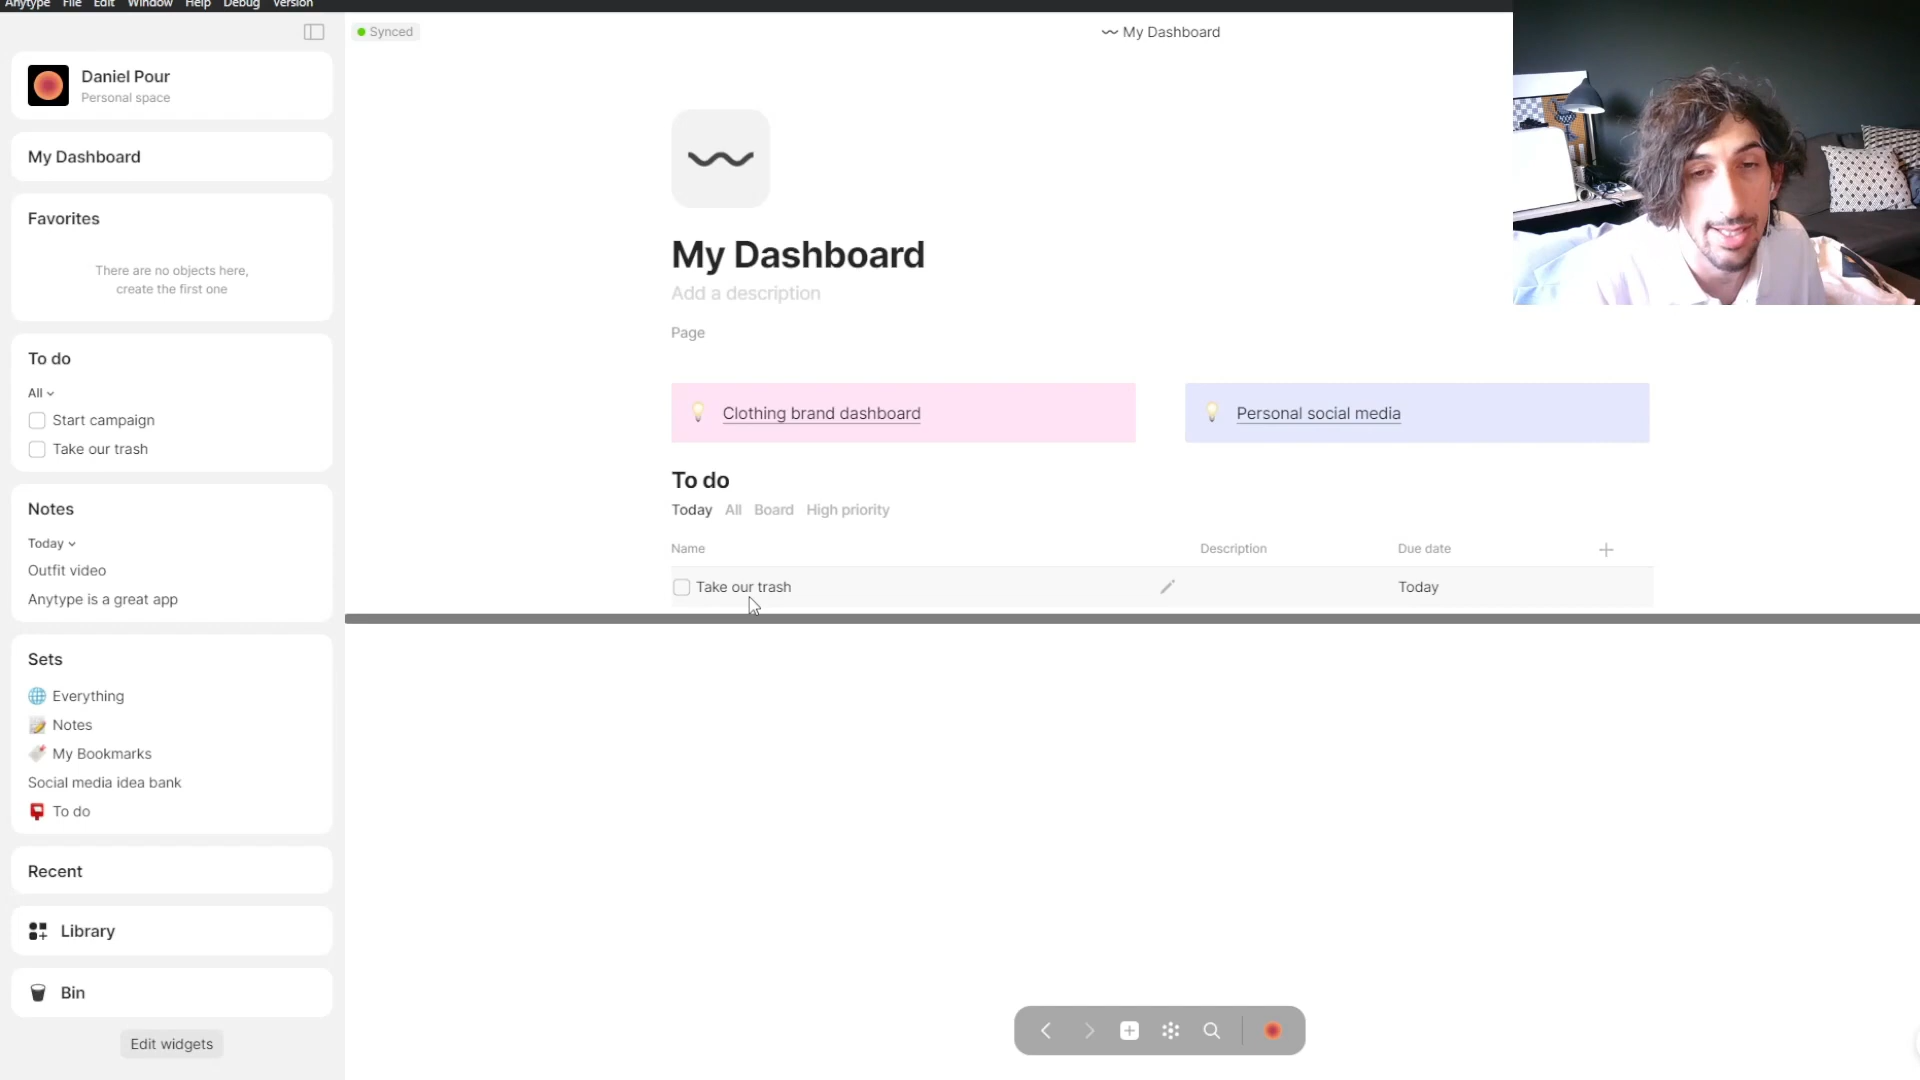 Anytype File Edit Window Help Debug Version
Synced
My Dashboard
Daniel Pour
Personal space
My Dashboard
Favorites
There are no objects here,
create the first one
To do
All
Start campaign
Take our trash
Notes
Today
Outfit video
Anytype is a great app
Sets
Everything
Notes
My Bookmarks
Social media idea bank
To do
Recent
Library
Bin
Edit widgets
My Dashboard
Add a description
Page
Clothing brand dashboard
Personal social media
To do
Today All Board High priority
Name Description Due date
Take our trash Today